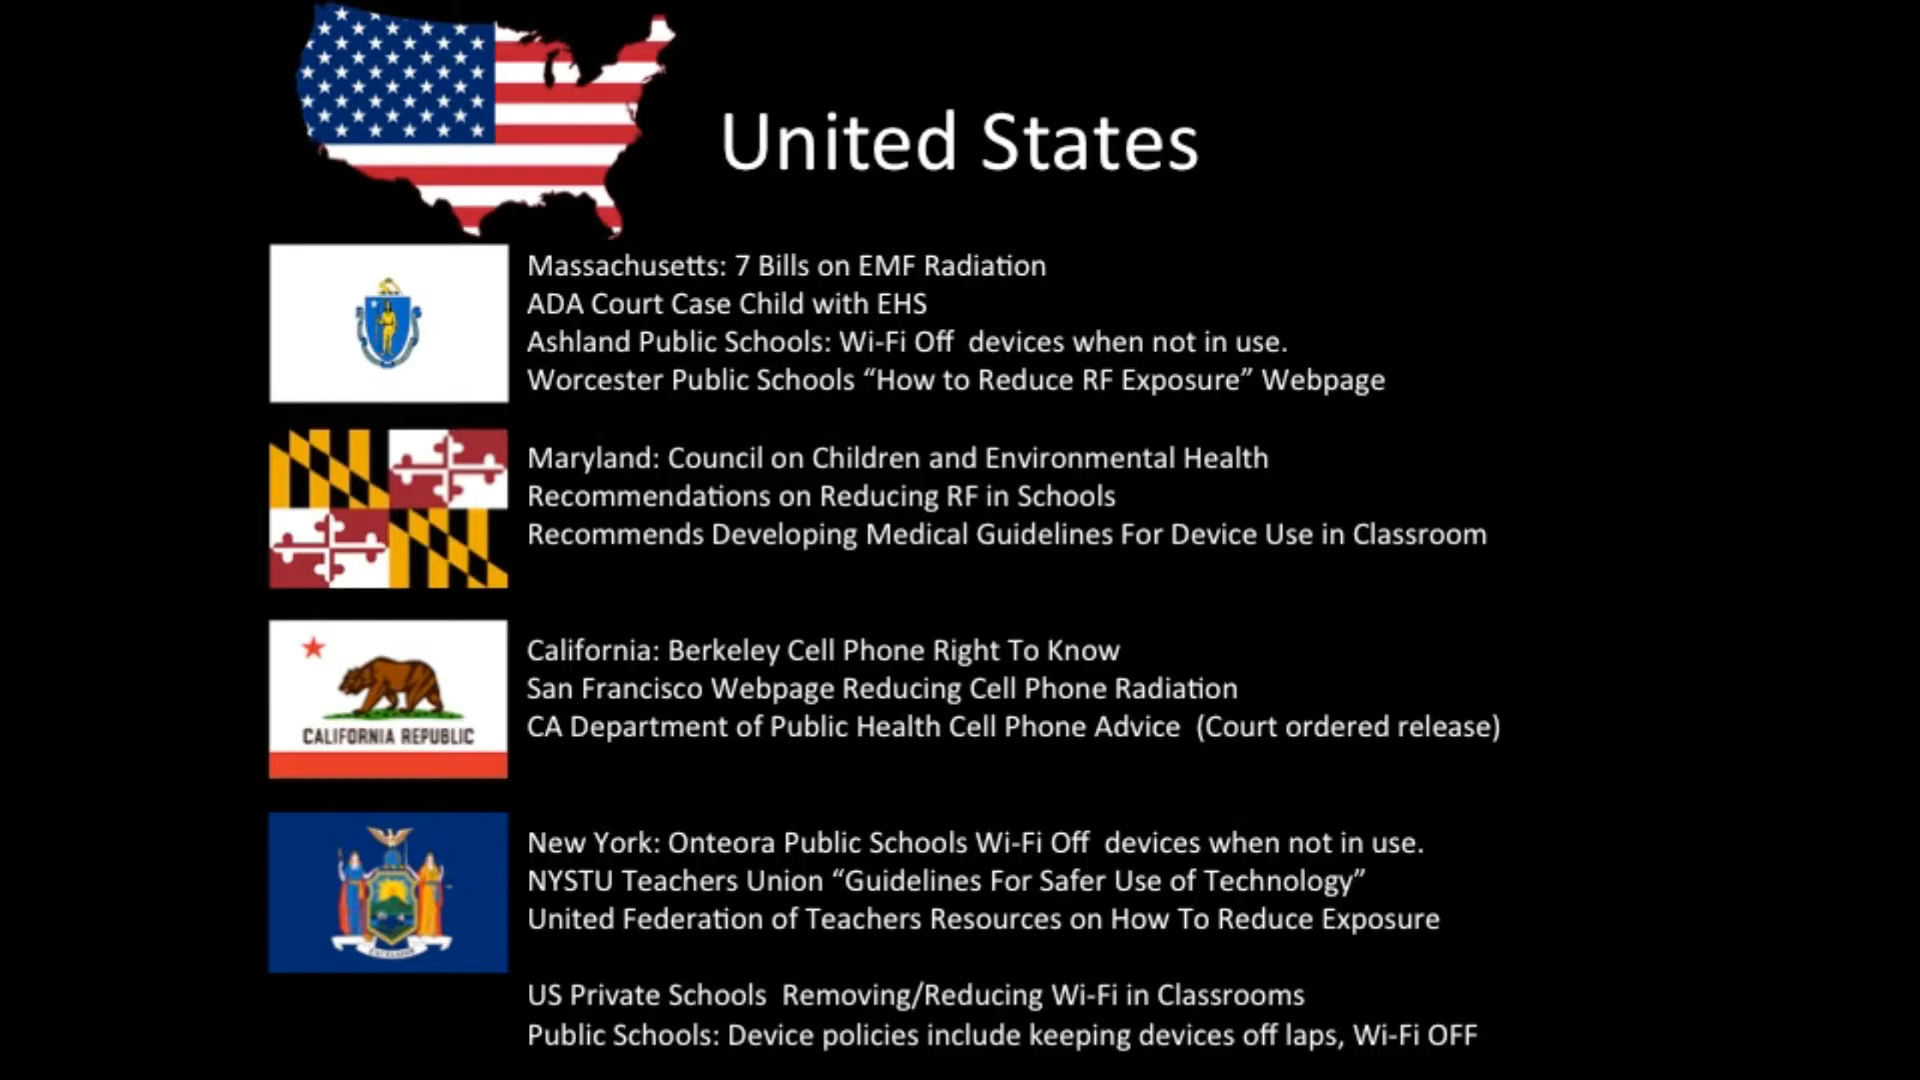 United States
Massachusetts: 7 Bills on EMF Radiation
ADA Court Case Child with EHS
Ashland Public Schools: Wi-Fi Off  devices when not in use.
Worcester Public Schools “How to Reduce RF Exposure” Webpage
Maryland: Council on Children and Environmental Health
Recommendations on Reducing RF in Schools
Recommends Developing Medical Guidelines For Device Use in Classroom
CALIFORNIA REPUBLIC
California: Berkeley Cell Phone Right To Know
San Francisco Webpage Reducing Cell Phone Radiation
CA Department of Public Health Cell Phone Advice  (Court ordered release)
New York: Onteora Public Schools Wi-Fi Off  devices when not in use.
NYSTU Teachers Union “Guidelines For Safer Use of Technology”
United Federation of Teachers Resources on How To Reduce Exposure
US Private Schools  Removing/Reducing Wi-Fi in Classrooms
Public Schools: Device policies include keeping devices off laps, Wi-Fi OFF